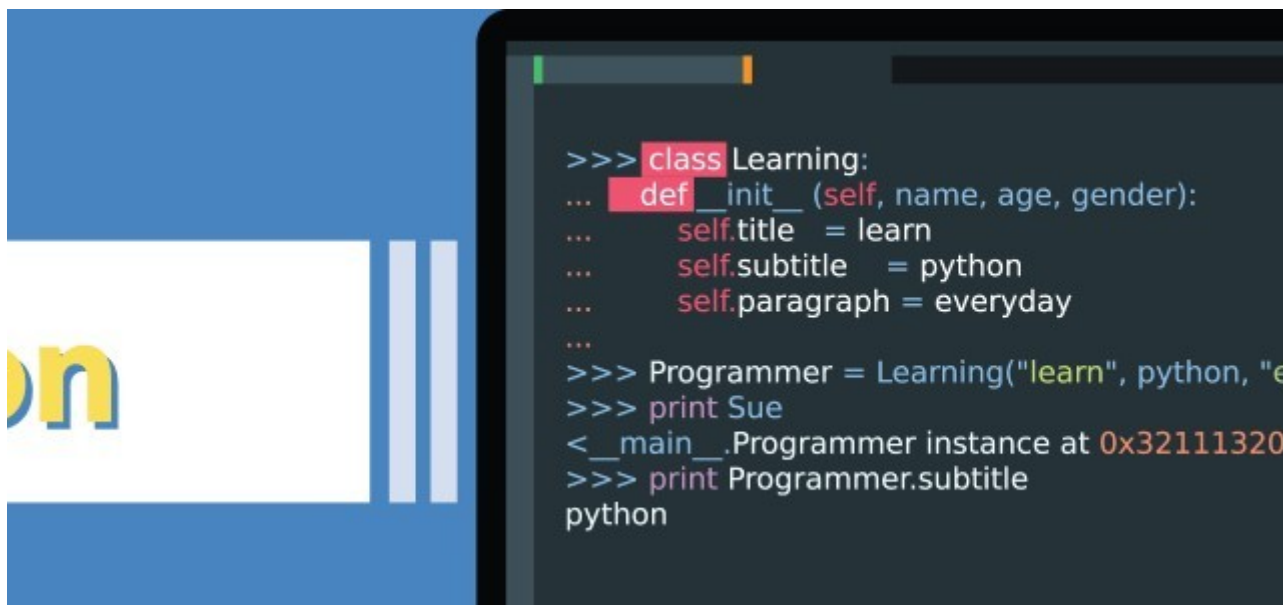 on
>>> class Learning:
... def __init__ (self, name, age, gender):
... self.title = learn
... self.subtitle = python
... self.paragraph = everyday
...
>>> Programmer = Learning("learn", python, "e
>>> print Sue
<__main__.Programmer instance at 0x32111320
>>> print Programmer.subtitle
python